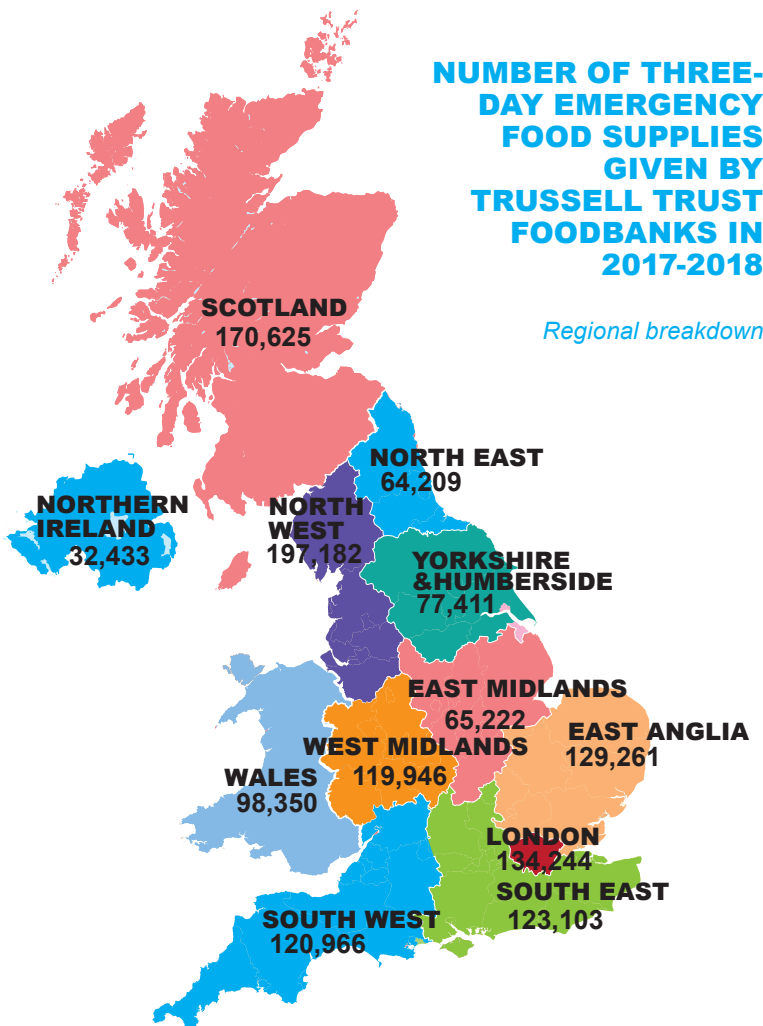 NUMBER OF THREE-
DAY EMERGENCY
FOOD SUPPLIES
GIVEN BY
TRUSSELL TRUST
FOODBANKS IN
2017-2018
Regional breakdown
SCOTLAND
170,625
NORTH EAST
64,209
NORTHERN
IRELAND
32,433
NORTH
WEST
197,182
YORKSHIRE
&HUMBERSIDE
77,411
EAST MIDLANDS
65,222
EAST ANGLIA
129,261
WEST MIDLANDS
119,946
WALES
98,350
LONDON
134,244
SOUTH EAST
123,103
SOUTH WEST
120,966